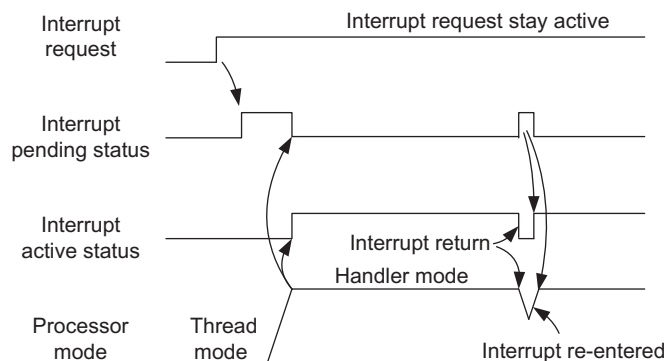 Interrupt request stay active
Interrupt
request
Interrupt
pending status
Interrupt
active status
Interrupt return
Handler mode
Processor
mode
Thread
mode
Interrupt re-entered